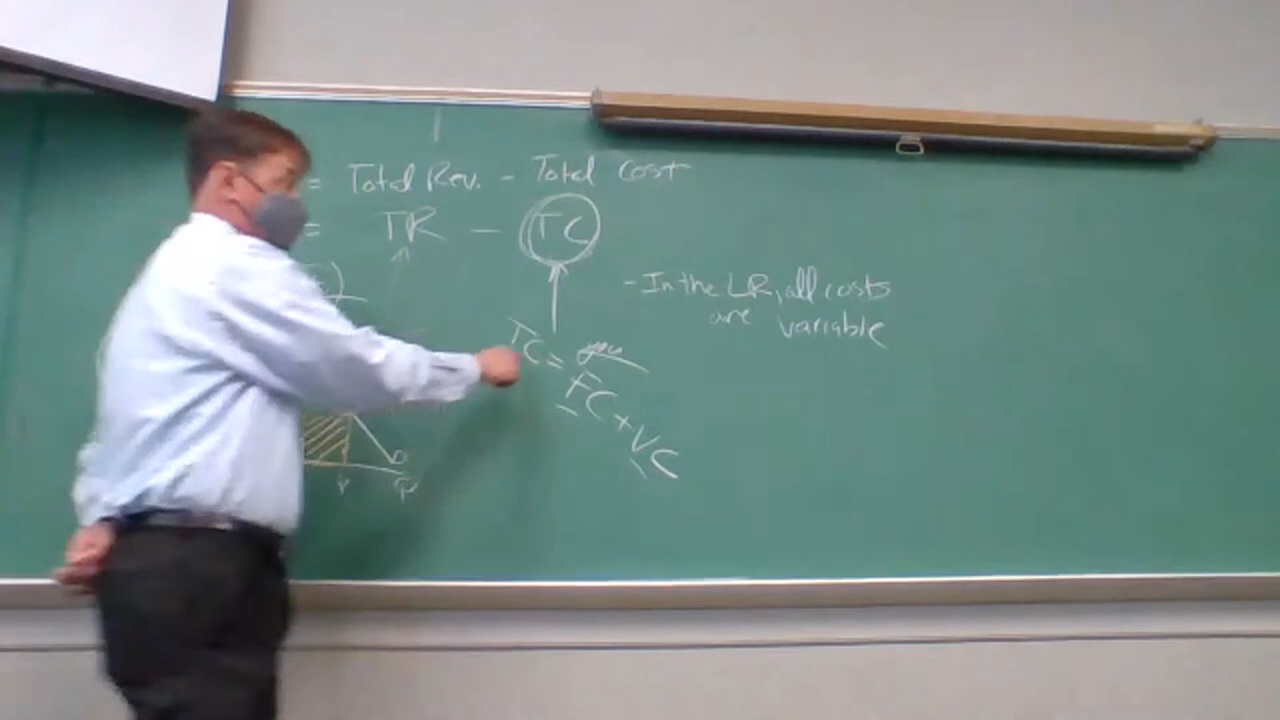 = Total Rev. - Total Cost
= TR - TC
- In the LR, all costs
are variable
TC =
FC + VC